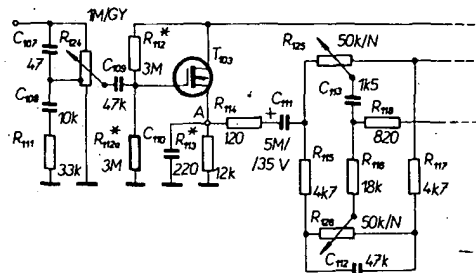 1M/GY
C107
47
R124
C108
10k
R111
33k
C109
47k
R112*
3M
R112a*
3M
T103
A
C110
220
R113*
12k
R114
120
C111
+
5M/
/35 V
R125
50k/N
C113
1k5
R118
820
R115
4k7
R116
18k
R117
4k7
R126
50k/N
C112
47k